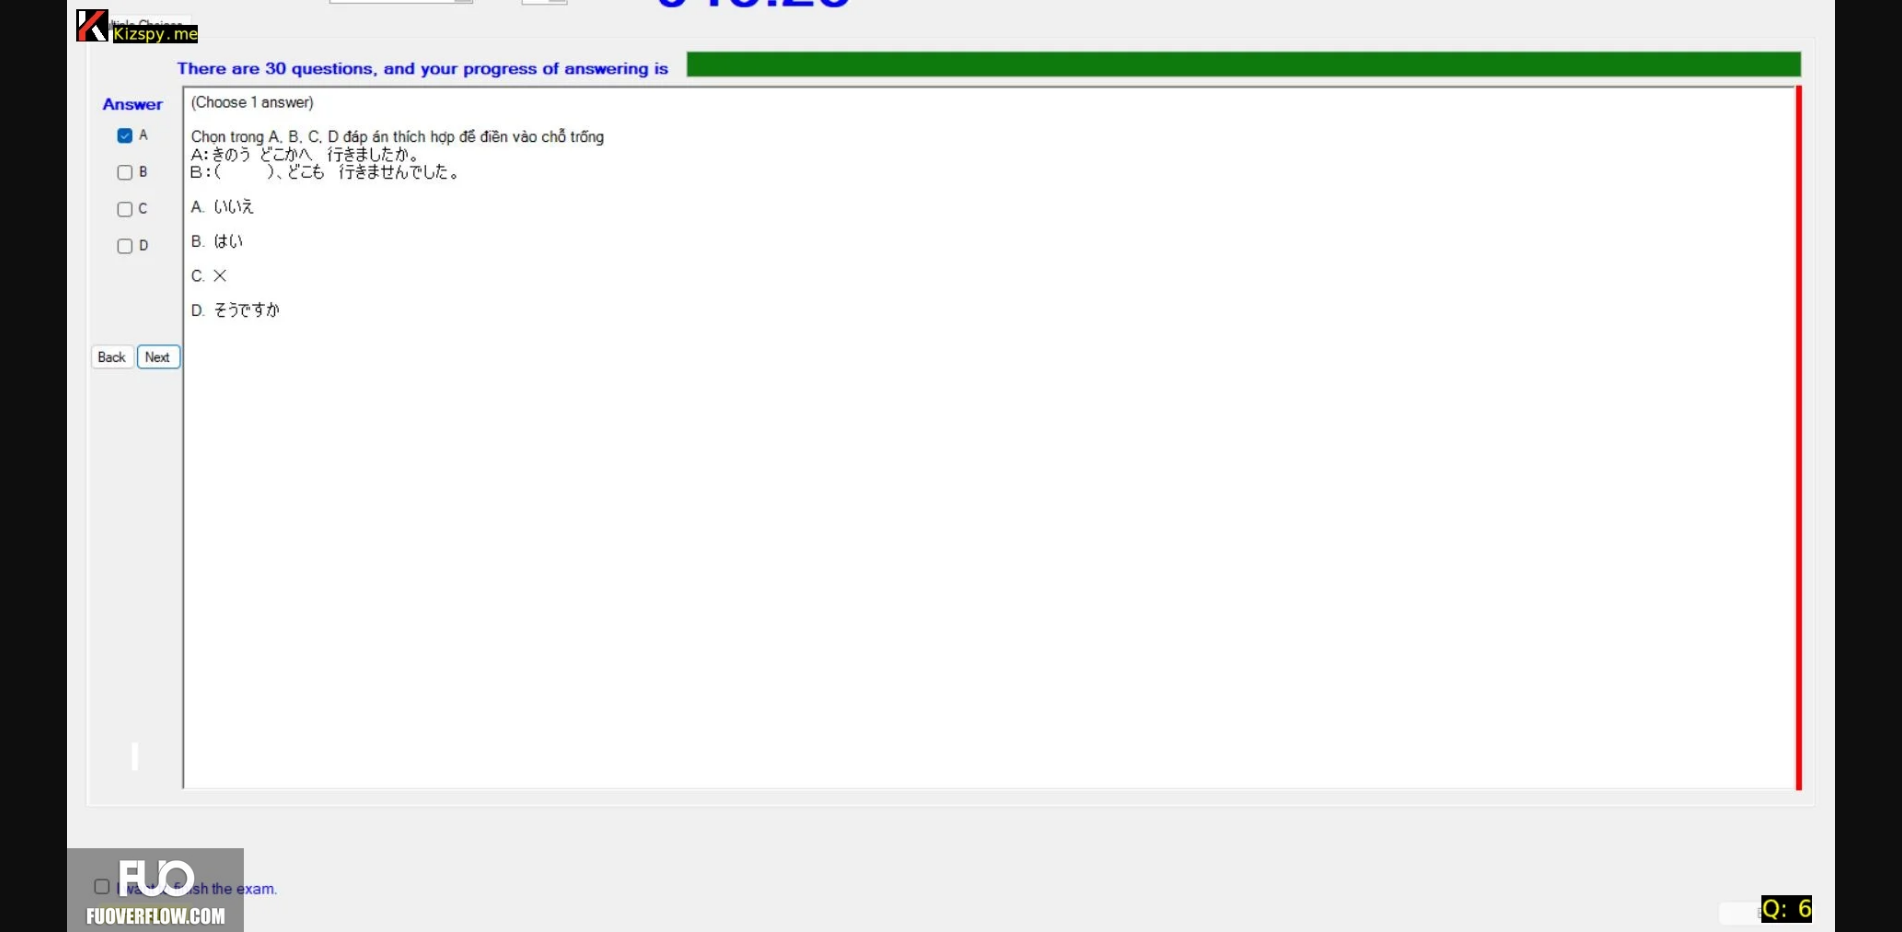 Kizspy.me
There are 30 questions, and your progress of answering is
Answer
(Choose 1 answer)
A
Chọn trong A, B, C, D đáp án thích hợp để điền vào chỗ trống
A:きのう どこかへ 行きましたか。
B
B:( )、どこも 行きませんでした。
C
A. いいえ
D
B. はい
C. ×
D. そうですか
Back
Next
I want finish the exam.
FUO
FUOVERFLOW.COM
Q: 6